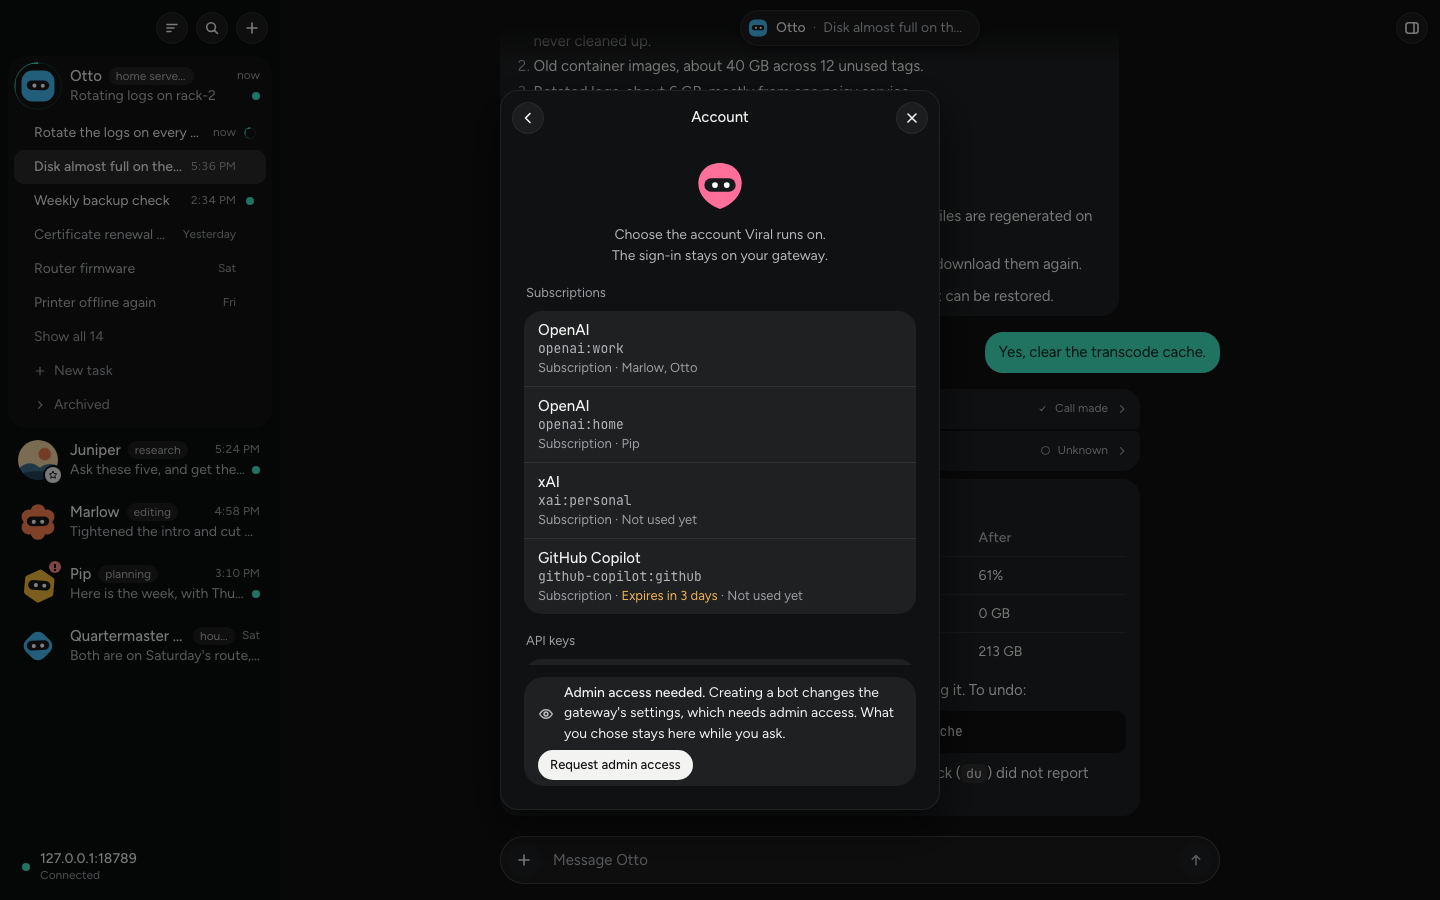 Otto
home serve...
now
Rotating logs on rack-2
Rotate the logs on every ...
now
Disk almost full on the...
5:36 PM
Weekly backup check
2:34 PM
Certificate renewal ...
Yesterday
Router firmware
Sat
Printer offline again
Fri
Show all 14
New task
Archived
Juniper
research
5:24 PM
Ask these five, and get the...
Marlow
editing
4:58 PM
Tightened the intro and cut ...
Pip
planning
3:10 PM
Here is the week, with Thu...
Quartermaster ...
hou...
Sat
Both are on Saturday's route,...
127.0.0.1:18789
Connected
Otto · Disk almost full on th...
never cleaned up.
2. Old container images, about 40 GB across 12 unused tags.
3. Rotated logs, about 6 GB, mostly from one noisy service.
Account
Choose the account Viral runs on.
The sign-in stays on your gateway.
Subscriptions
OpenAI
openai:work
Subscription · Marlow, Otto
OpenAI
openai:home
Subscription · Pip
xAI
xai:personal
Subscription · Not used yet
GitHub Copilot
github-copilot:github
Subscription · Expires in 3 days · Not used yet
API keys
Admin access needed. Creating a bot changes the
gateway's settings, which needs admin access. What
you chose stays here while you ask.
Request admin access
iles are regenerated on
download them again.
can be restored.
Yes, clear the transcode cache.
Call made
Unknown
After
61%
0 GB
213 GB
g it. To undo:
che
ck ( du ) did not report
Message Otto